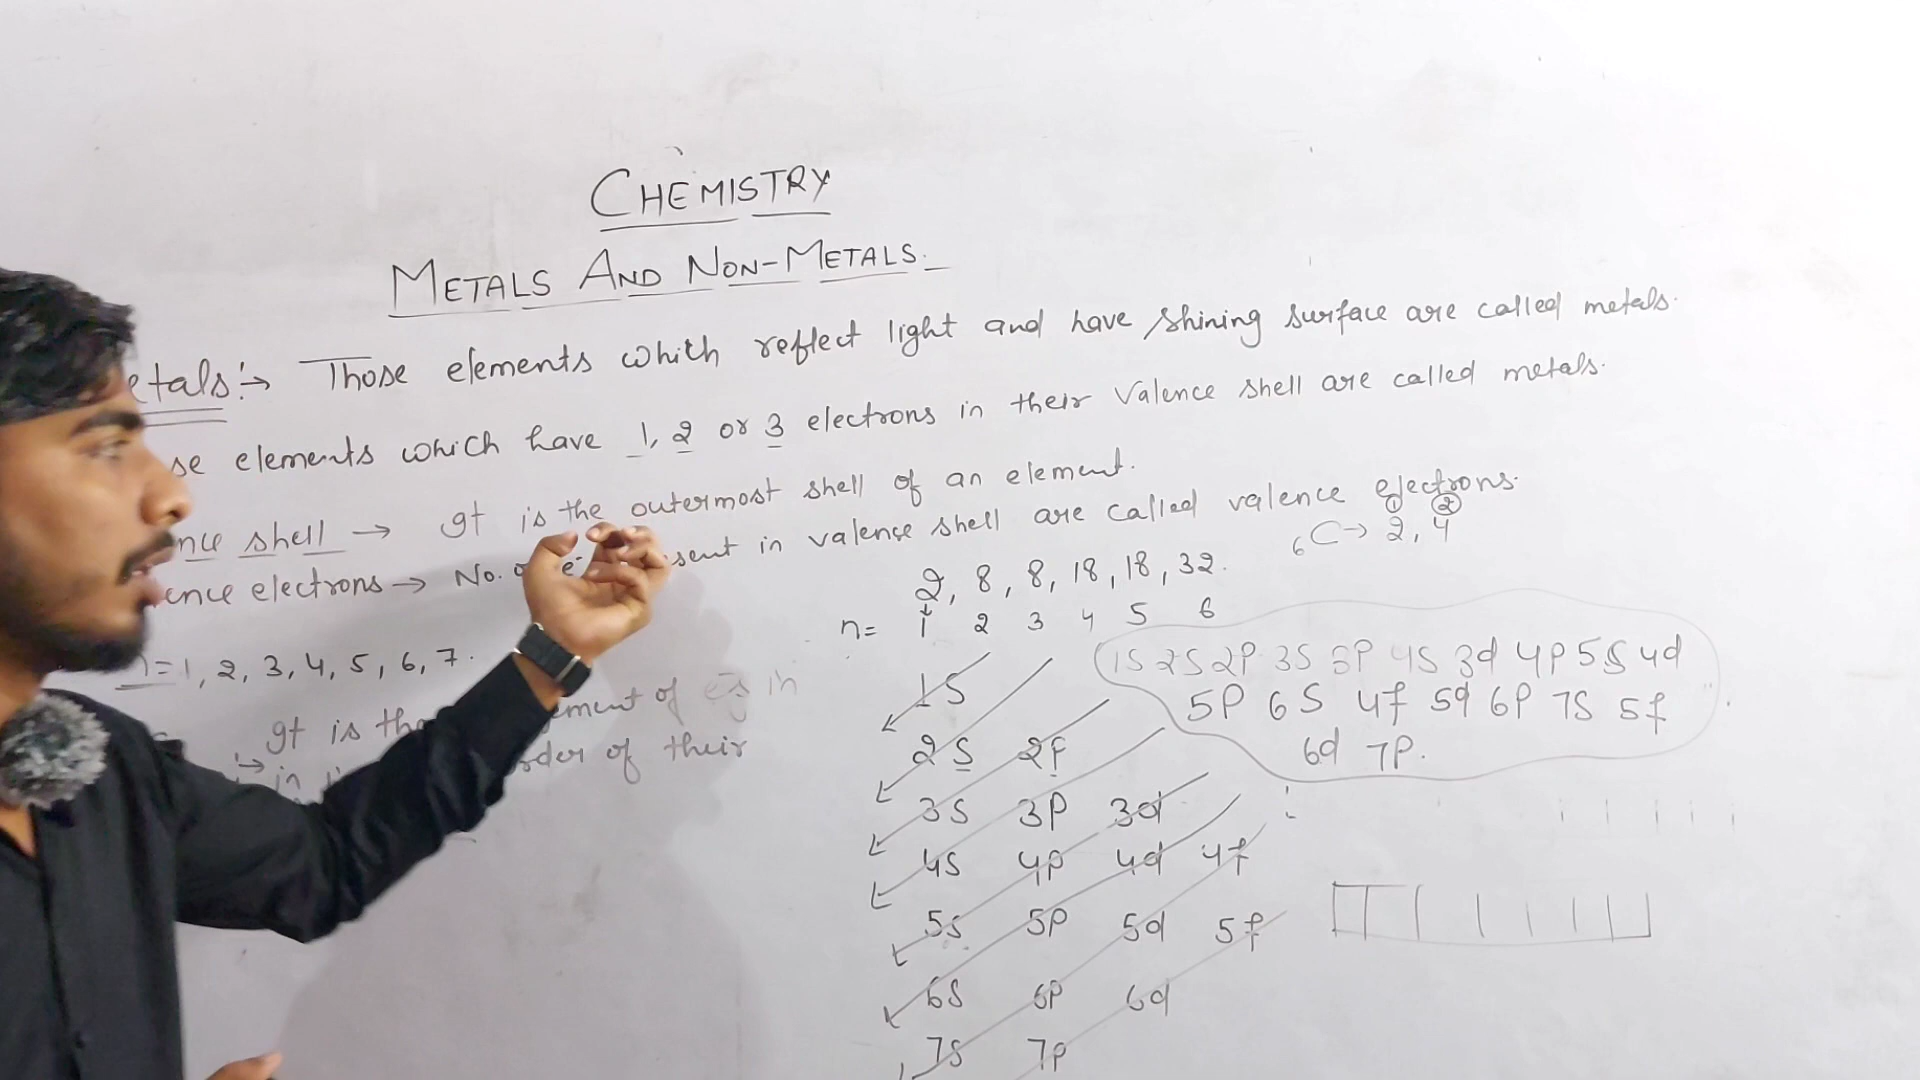 CHEMISTRY
METALS AND NON-METALS.
etals:→ Those elements which reflect light and have shining surface are called metals.
se elements which have 1, 2 or 3 electrons in their Valence shell are called metals.
nce shell → It is the outermost shell of an element.
ence electrons → No. of e- sent in valence shell are called valence electrons.
6C → 2, 4
① ②
2, 8, 8, 18, 18, 32.
n= 1 2 3 4 5 6
n=1, 2, 3, 4, 5, 6, 7.
It is the ement of e-s in
in order of their
1S 2S 2P 3S 3P 4S 3d 4P 5S 4d
5P 6S 4f 5d 6P 7S 5f
6d 7P.
1S
2S 2P
3S 3P 3d
4S 4P 4d 4f
5S 5P 5d 5f
6S 6P 6d
7S 7P